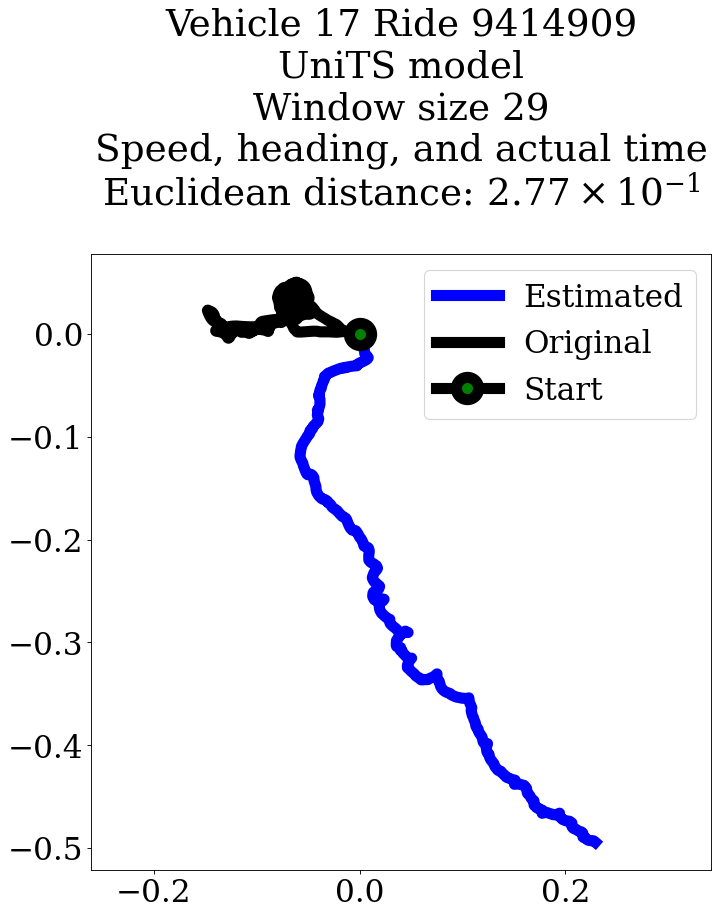 Vehicle 17 Ride 9414909
UniTS model
Window size 29
Speed, heading, and actual time
Euclidean distance: 2.77 × 10⁻¹
Estimated
Original
Start
0.0
−0.1
−0.2
−0.3
−0.4
−0.5
−0.2 0.0 0.2